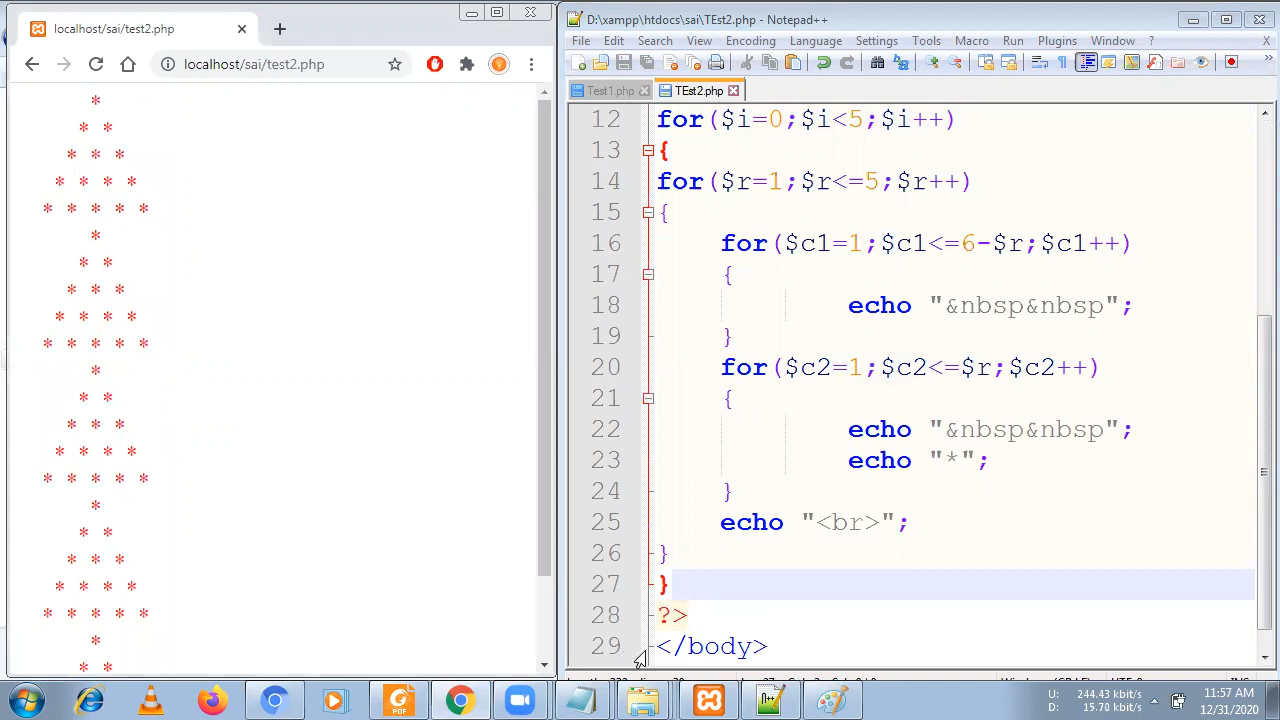 localhost/sai/test2.php
localhost/sai/test2.php
*
* *
* * *
* * * *
* * * * *
*
* *
* * *
* * * *
* * * * *
*
* *
* * *
* * * *
* * * * *
*
* *
* * *
* * * *
* * * * *
*
* *
D:\xampp\htdocs\sai\TEst2.php - Notepad++
File Edit Search View Encoding Language Settings Tools Macro Run Plugins Window ? X
Test1.php TEst2.php
12 for($i=0;$i<5;$i++)
13 {
14 for($r=1;$r<=5;$r++)
15 {
16 for($c1=1;$c1<=6-$r;$c1++)
17 {
18 echo "&nbsp&nbsp";
19 }
20 for($c2=1;$c2<=$r;$c2++)
21 {
22 echo "&nbsp&nbsp";
23 echo "*";
24 }
25 echo "<br>";
26 }
27 }
28 ?>
29 </body>
PDF
U: 244.43 kbit/s
D: 15.70 kbit/s
11:57 AM
12/31/2020